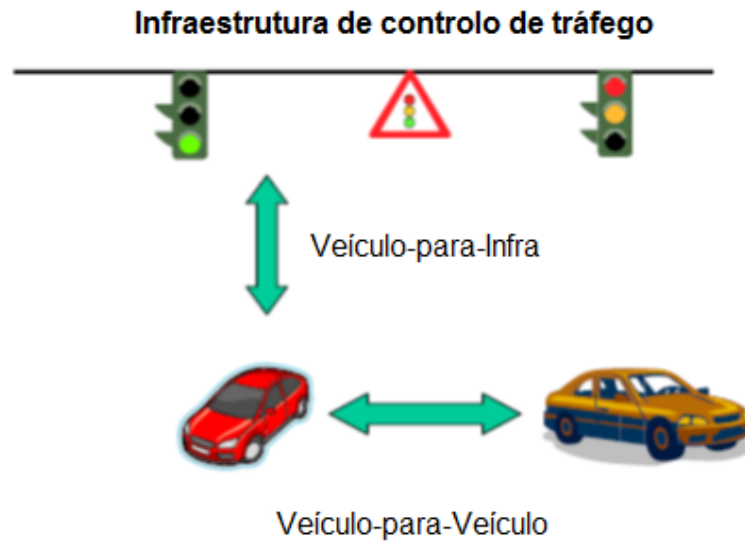 Infraestrutura de controlo de tráfego
Veículo-para-Infra
Veículo-para-Veículo